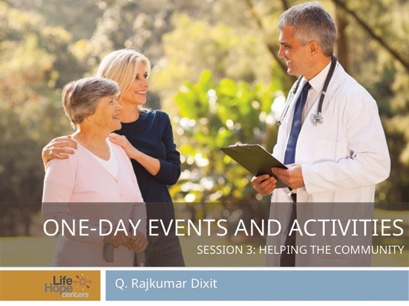 ONE-DAY EVENTS AND ACTIVITIES
SESSION 3: HELPING THE COMMUNITY
Life
Hope
centers
Q. Rajkumar Dixit